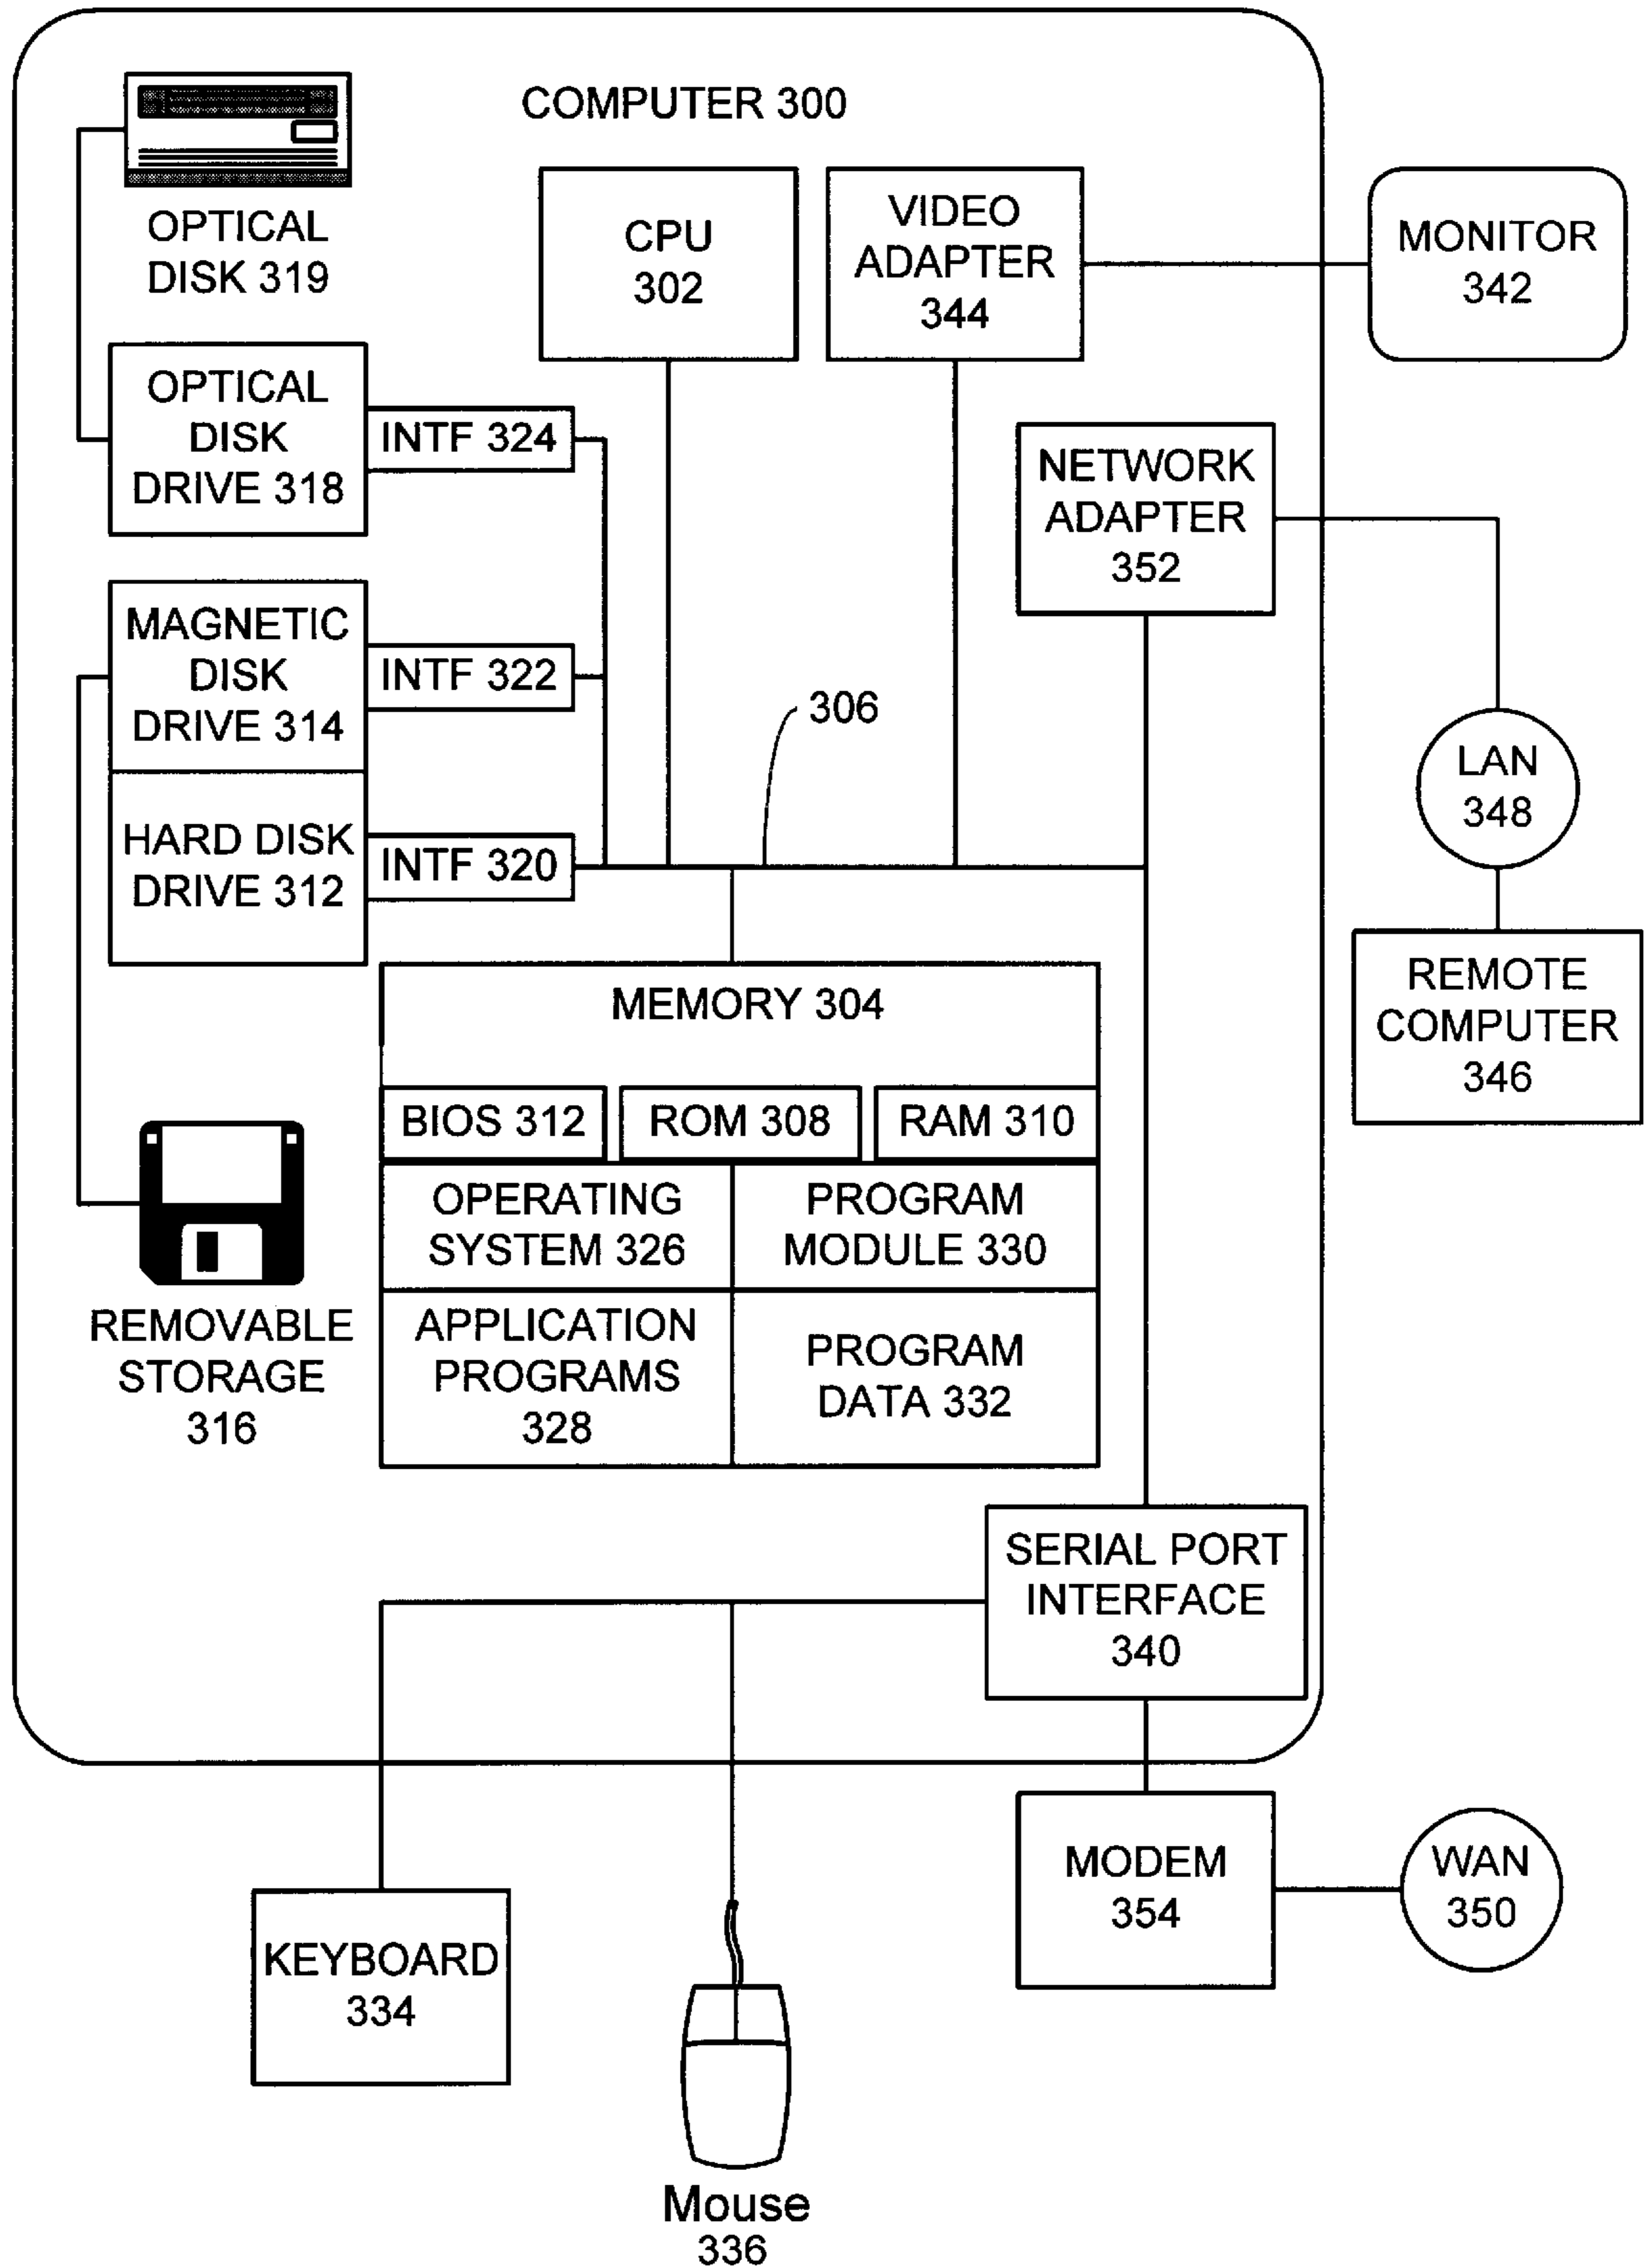 COMPUTER 300
OPTICAL
DISK 319
CPU
302
VIDEO
ADAPTER
344
MONITOR
342
OPTICAL
DISK
DRIVE 318
INTF 324
NETWORK
ADAPTER
352
MAGNETIC
DISK
DRIVE 314
INTF 322
306
LAN
348
HARD DISK
DRIVE 312
INTF 320
REMOTE
COMPUTER
346
MEMORY 304
BIOS 312
ROM 308
RAM 310
OPERATING
SYSTEM 326
PROGRAM
MODULE 330
REMOVABLE
STORAGE
316
APPLICATION
PROGRAMS
328
PROGRAM
DATA 332
SERIAL PORT
INTERFACE
340
MODEM
354
WAN
350
KEYBOARD
334
Mouse
336